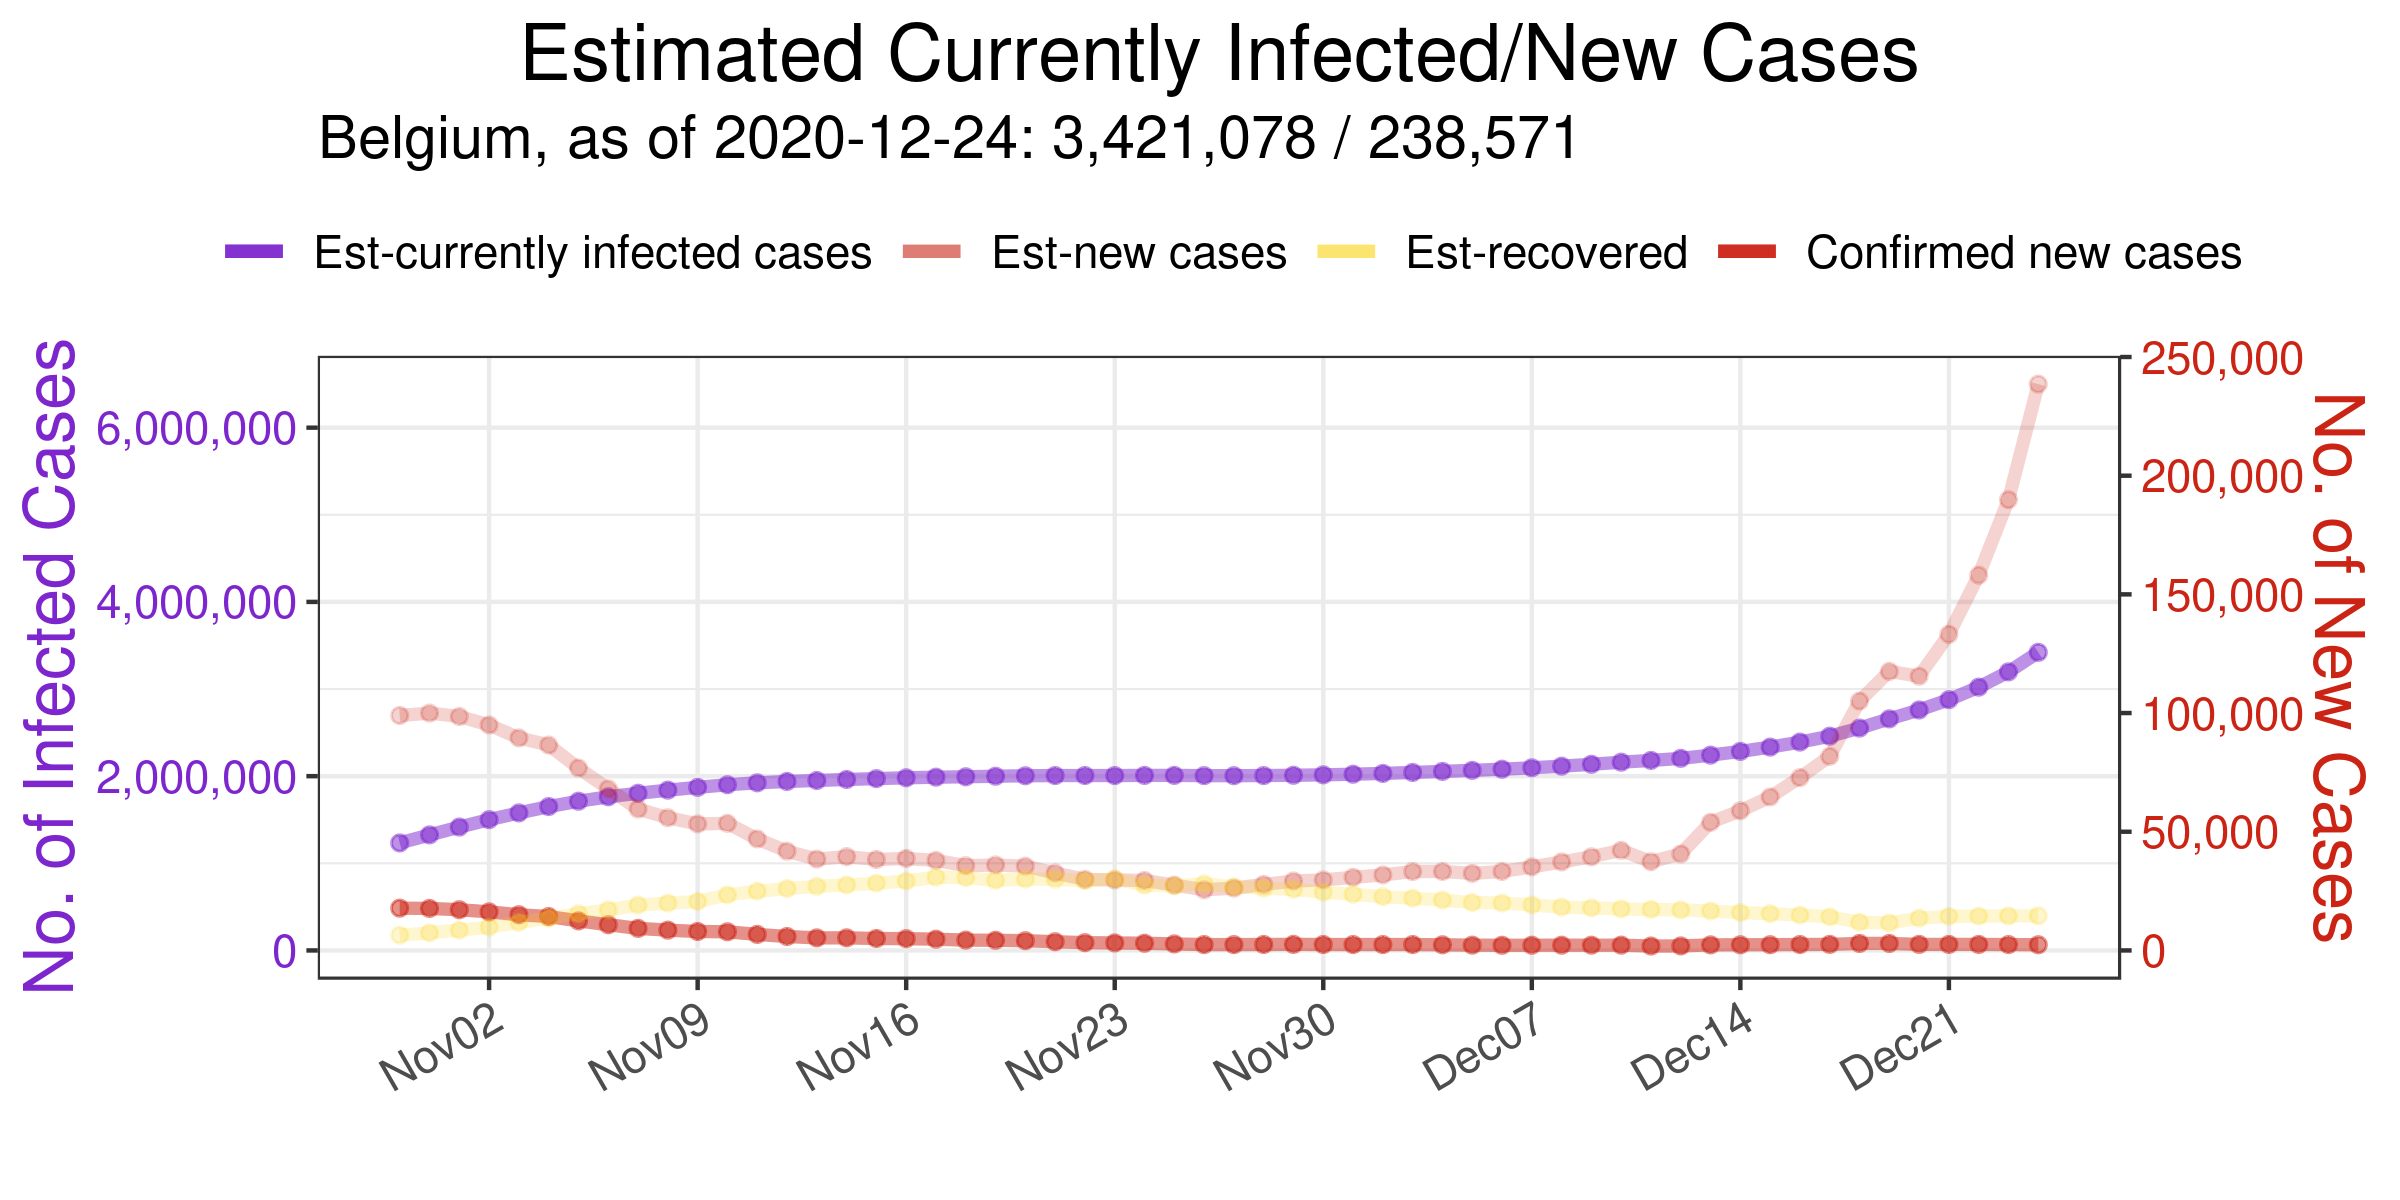 Estimated Currently Infected/New Cases
Belgium, as of 2020-12-24: 3,421,078 / 238,571
Est-currently infected cases Est-new cases Est-recovered Confirmed new cases
No. of Infected Cases
6,000,000
4,000,000
2,000,000
0
250,000
200,000
150,000
100,000
50,000
0
No. of New Cases
Nov02 Nov09 Nov16 Nov23 Nov30 Dec07 Dec14 Dec21